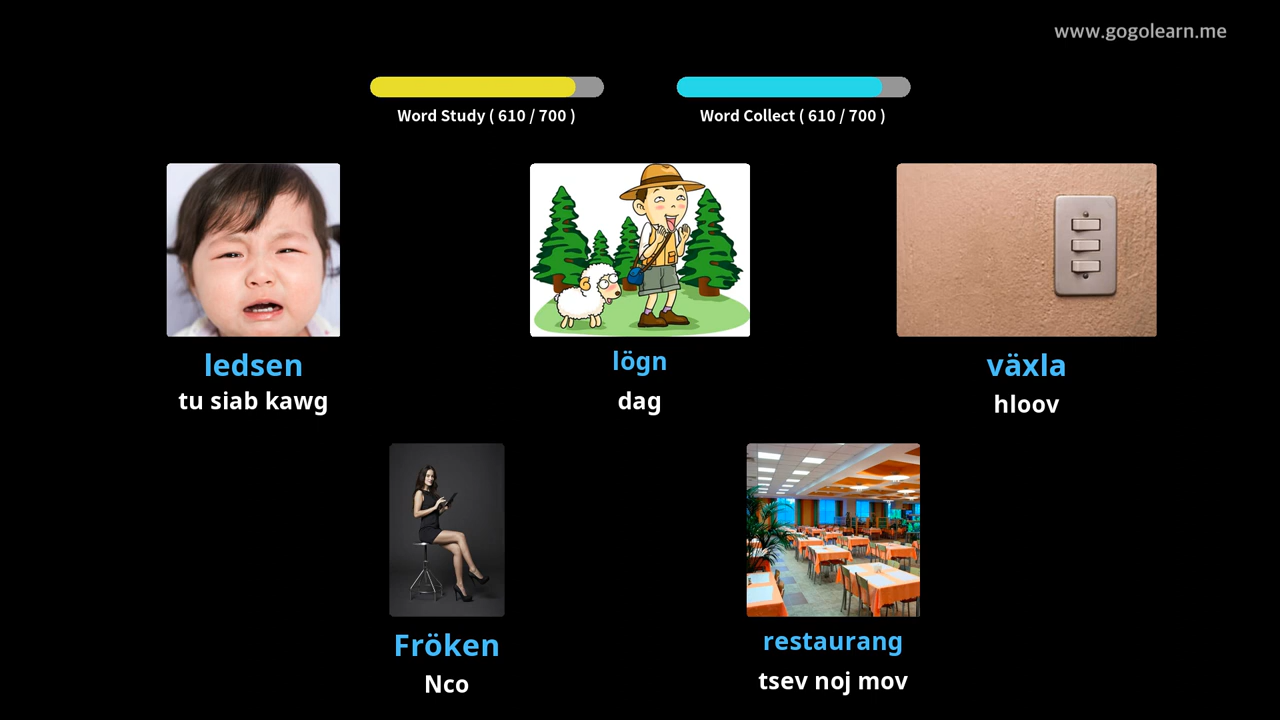 www.gogolearn.me
Word Study ( 610 / 700 )
Word Collect ( 610 / 700 )
ledsen
tu siab kawg
lögn
dag
växla
hloov
Fröken
Nco
restaurang
tsev noj mov